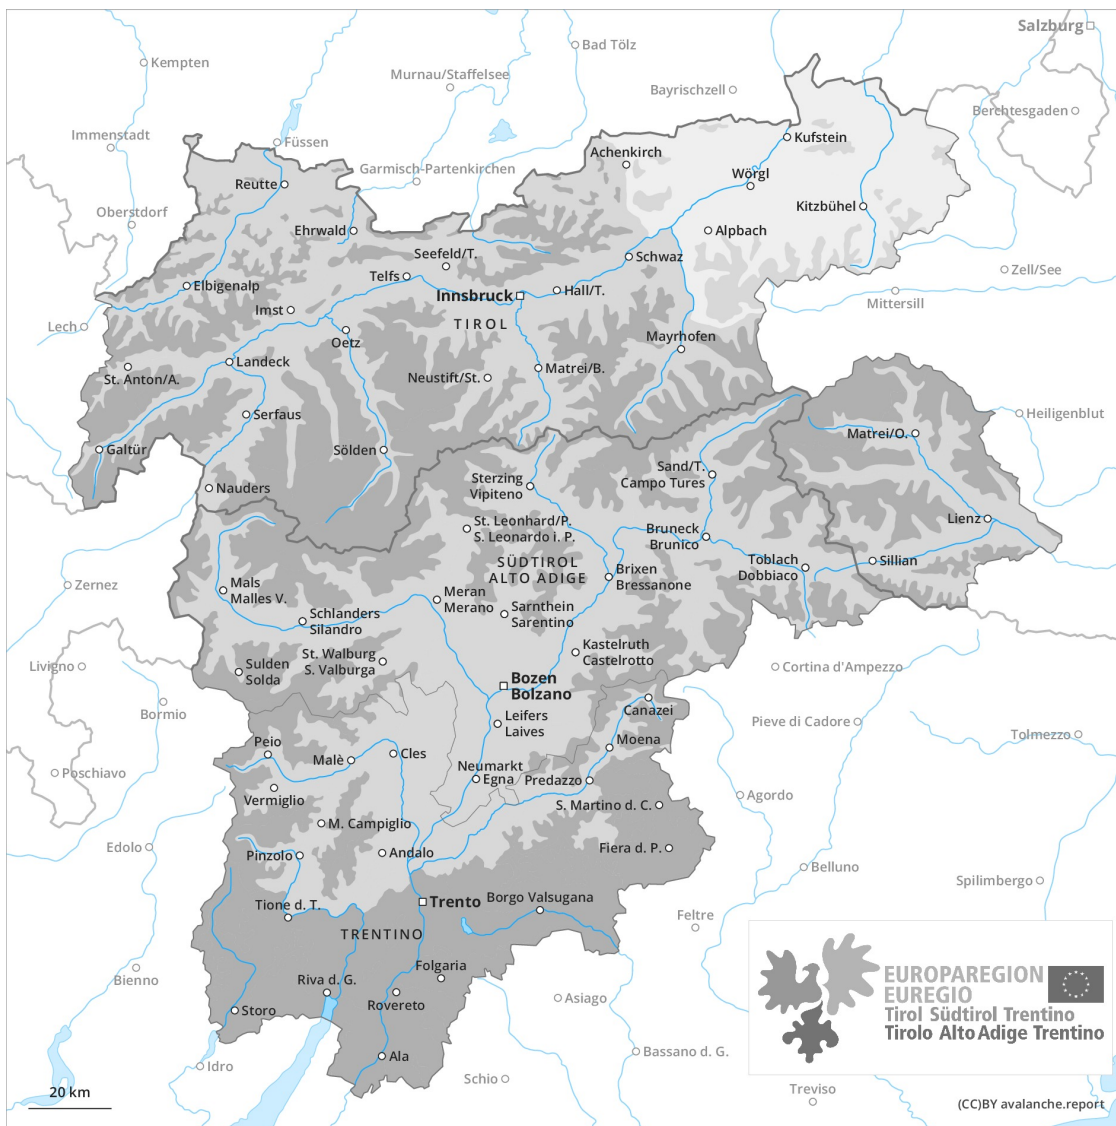 Salzburg
Bad Tölz
Kempten
Murnau/Staffelsee
Bayrischzell
Berchtesgaden
Immenstadt
Füssen
Kufstein
Achenkirch
Garmisch-Partenkirchen
Wörgl
Reutte
Kitzbühel
Oberstdorf
Ehrwald
Alpbach
Seefeld/T.
Schwaz
Zell/See
Telfs
Elbigenalp
Hall/T.
Innsbruck
Mittersill
Imst
TIROL
Lech
Oetz
Mayrhofen
Landeck
Matrei/B.
St. Anton/A.
Neustift/St.
Serfaus
Heiligenblut
Matrei/O.
Galtür
Sölden
Sand/T.
Campo Tures
Sterzing
Vipiteno
Nauders
Lienz
St. Leonhard/P.
S. Leonardo i. P.
Bruneck
Brunico
SÜDTIROL
ALTO ADIGE
Toblach
Dobbiaco
Sillian
Brixen
Bressanone
Zernez
Mals
Malles V.
Meran
Merano
Schlanders
Silandro
Sarnthein
Sarentino
Kastelruth
Castelrotto
St. Walburg
S. Valburga
Livigno
Sulden
Solda
Cortina d'Ampezzo
Bozen
Bolzano
Bormio
Canazei
Leifers
Laives
Pieve di Cadore
Tolmezzo
Moena
Peio
Cles
Malè
Neumarkt
Egna
Predazzo
Poschiavo
Vermiglio
S. Martino d. C.
Agordo
M. Campiglio
Edolo
Pinzolo
Andalo
Fiera d. P.
Belluno
Spilimbergo
Trento
Borgo Valsugana
Tione d. T.
Feltre
TRENTINO
Folgaria
Bienno
Riva d. G.
Rovereto
Asiago
Storo
EUROPAREGION
EUREGIO
Tirol Südtirol Trentino
Tirolo Alto Adige Trentino
Ala
Bassano d. G.
Idro
Schio
Treviso
20 km
(CC)BY avalanche.report